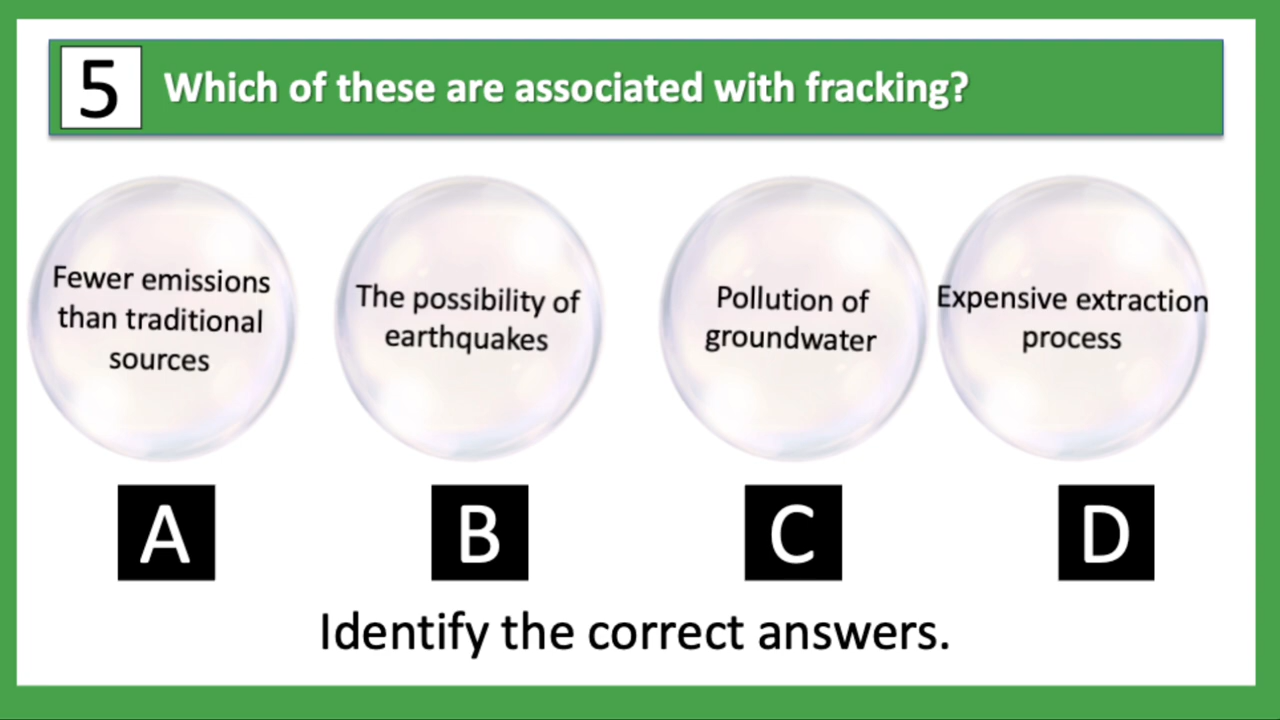 5
Which of these are associated with fracking?
Fewer emissions
than traditional
sources
The possibility of
earthquakes
Pollution of
groundwater
Expensive extraction
process
A
B
C
D
Identify the correct answers.